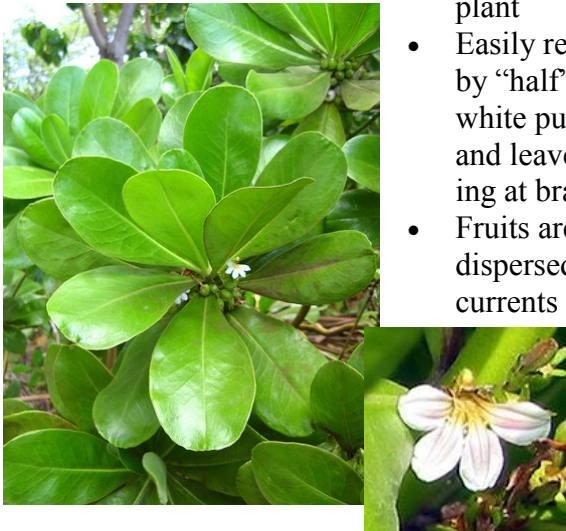 plant
• Easily re
by “half”
white pu
and leave
ing at bra
• Fruits are
dispersed
currents